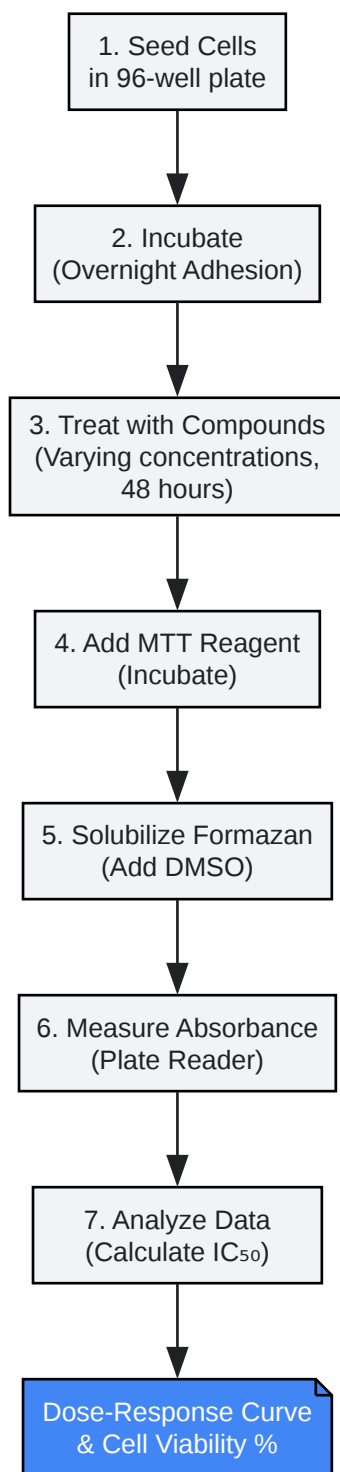 1. Seed Cells
in 96-well plate
2. Incubate
(Overnight Adhesion)
3. Treat with Compounds
(Varying concentrations,
48 hours)
4. Add MTT Reagent
(Incubate)
5. Solubilize Formazan
(Add DMSO)
6. Measure Absorbance
(Plate Reader)
7. Analyze Data
(Calculate IC₅₀)
Dose-Response Curve
& Cell Viability %